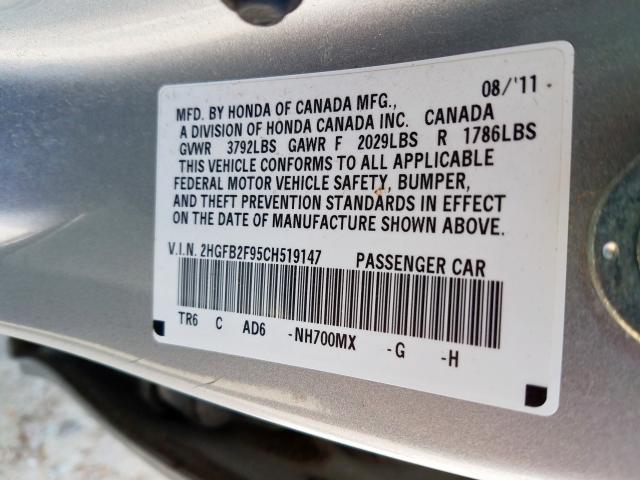 08/'11
MFD. BY HONDA OF CANADA MFG.,
A DIVISION OF HONDA CANADA INC. CANADA
GVWR 3792LBS GAWR F 2029LBS R 1786LBS
THIS VEHICLE CONFORMS TO ALL APPLICABLE
FEDERAL MOTOR VEHICLE SAFETY, BUMPER,
AND THEFT PREVENTION STANDARDS IN EFFECT
ON THE DATE OF MANUFACTURE SHOWN ABOVE.
V.I.N. 2HGFB2F95CH519147 PASSENGER CAR
TR6 C AD6 -NH700MX -G -H